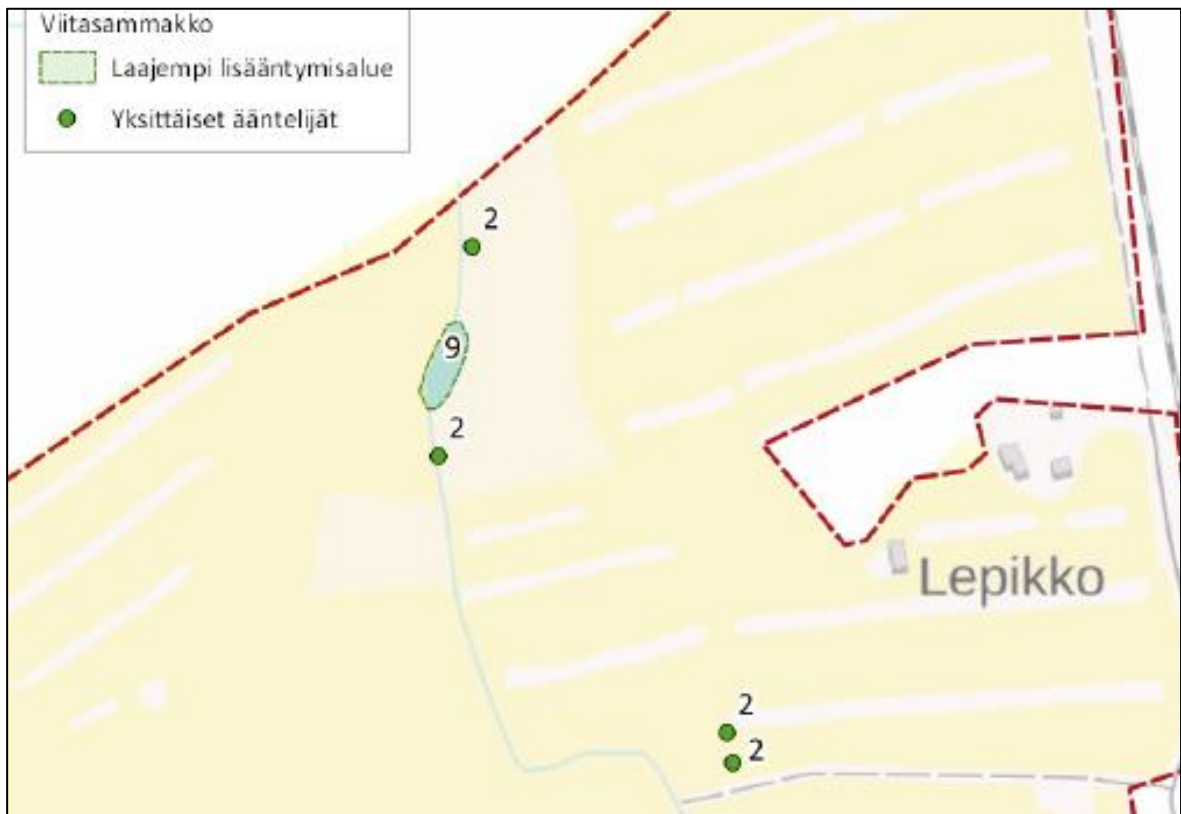 Viitasammakko
Laajempi lisääntymisalue
Yksittäiset ääntelijät
2
9
2
Lepikko
2
2